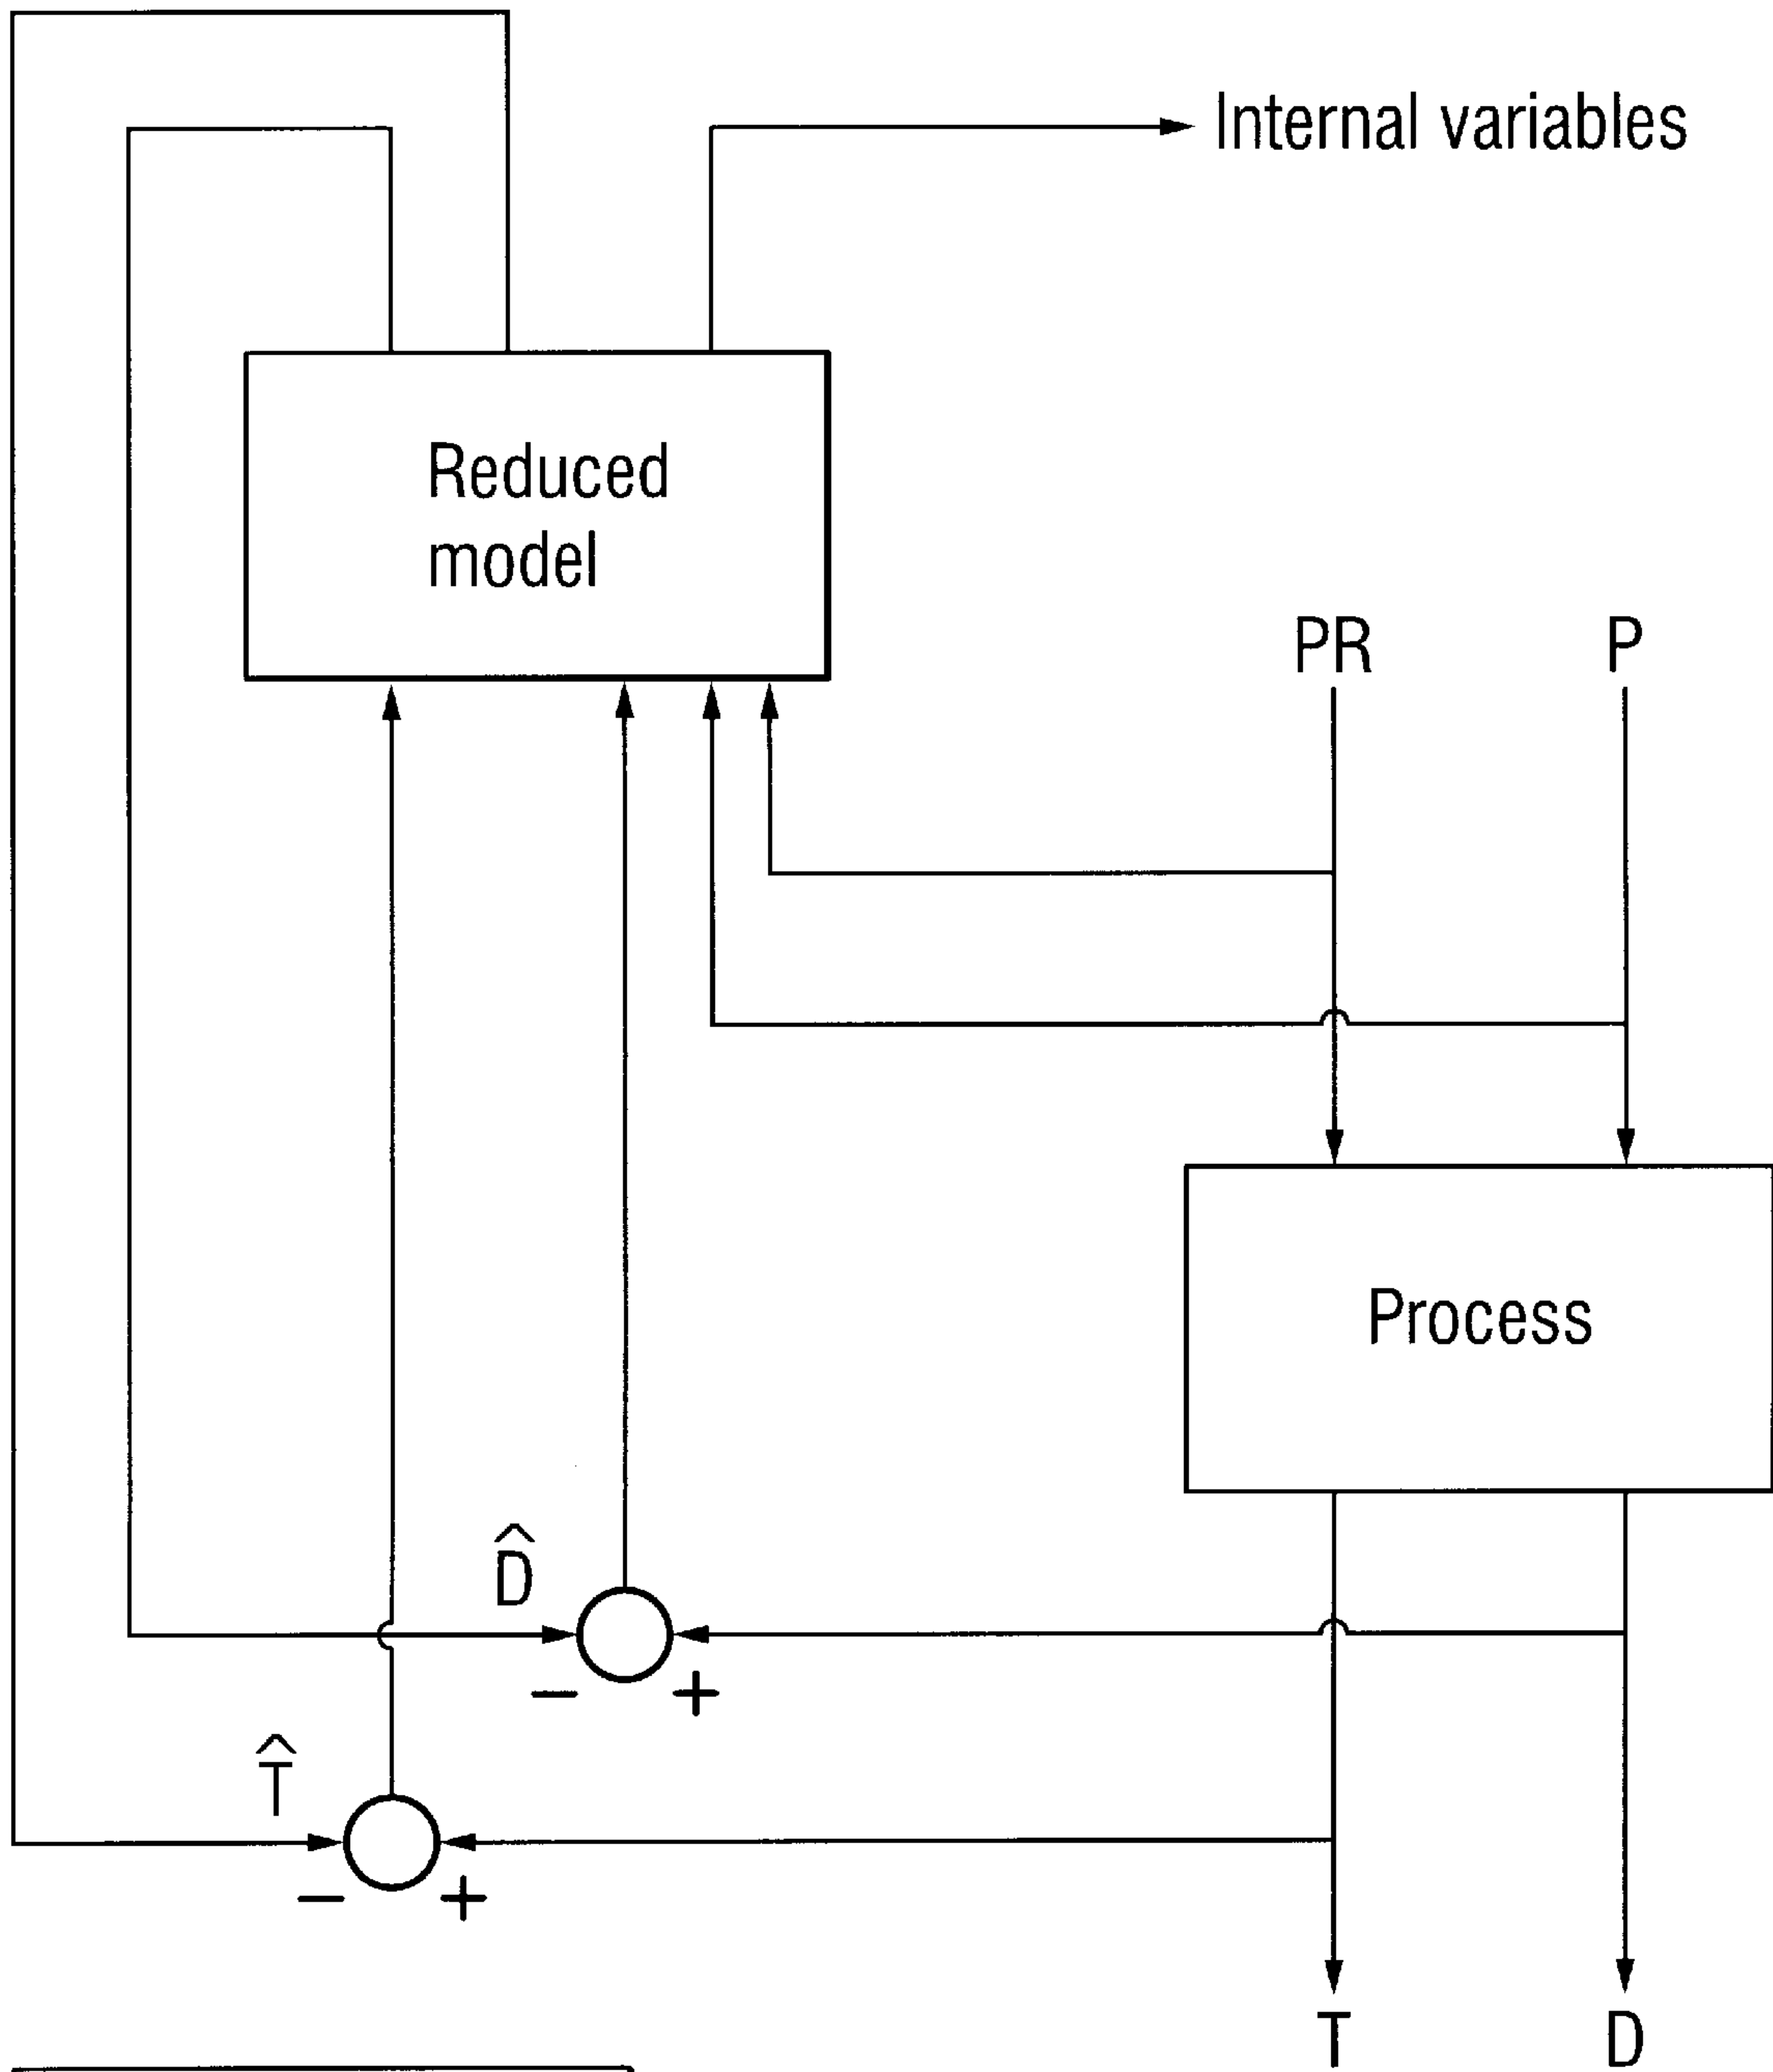 Internal variables
Reduced
model
PR
P
Process
D̂
− +
T̂
− +
T
D